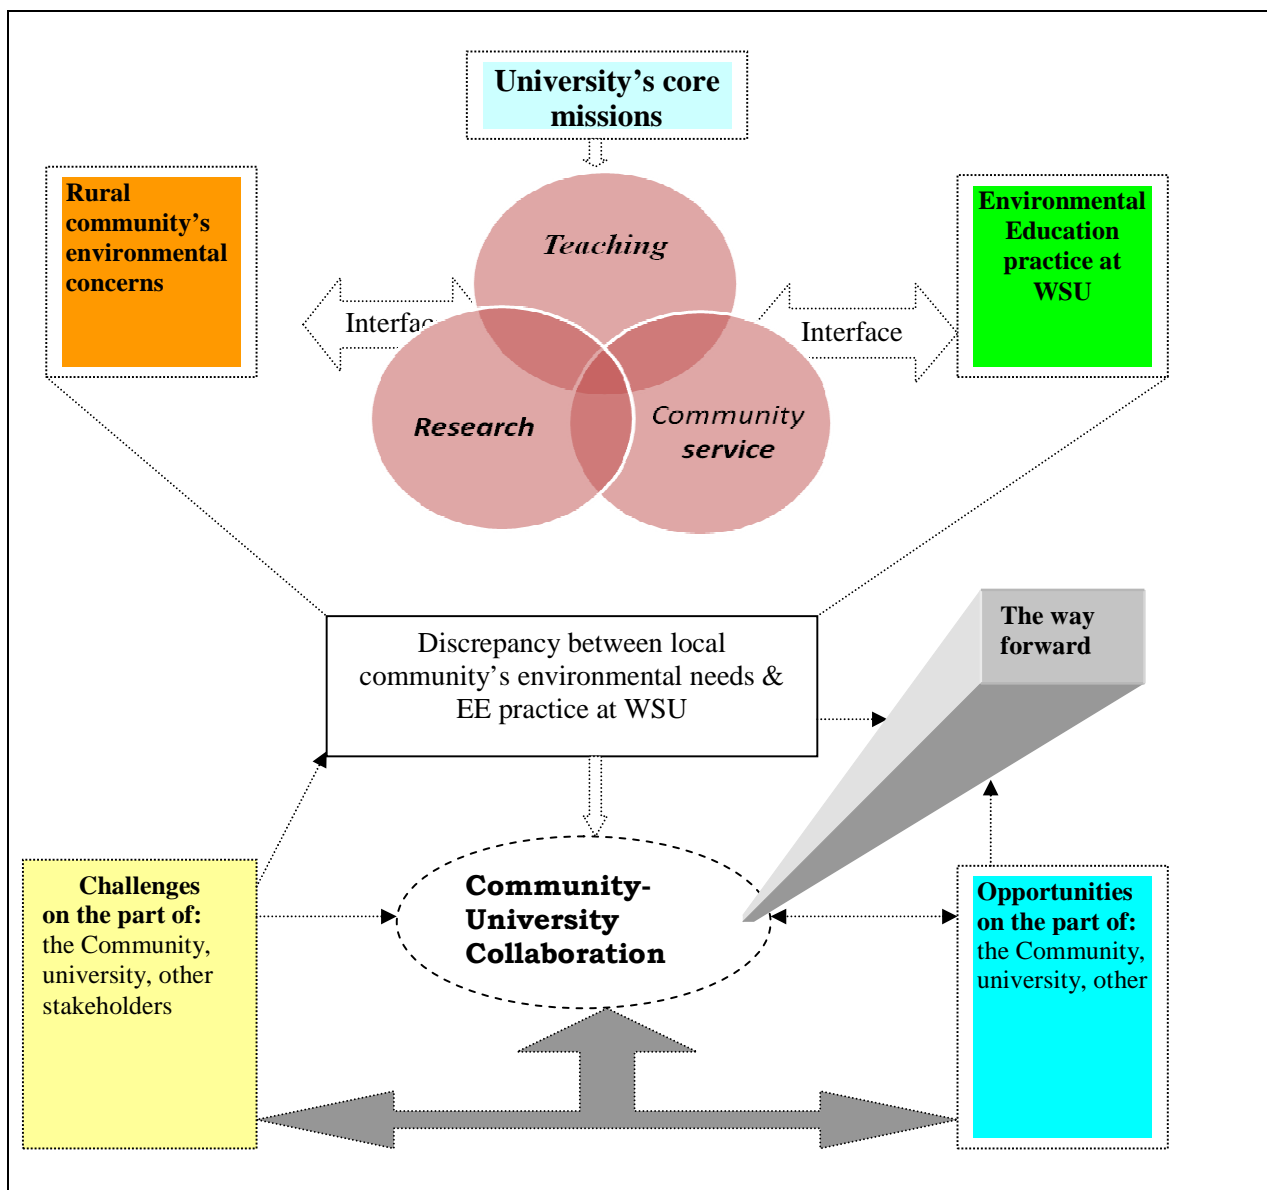 University's core
missions
Rural
community's
environmental
concerns
Environmental
Education
practice at
WSU
Teaching
Interfac
Interface
Research
Community
service
Discrepancy between local
community's environmental needs &
EE practice at WSU
The way
forward
Challenges
on the part of:
the Community,
university, other
stakeholders
Community-
University
Collaboration
Opportunities
on the part of:
the Community,
university, other